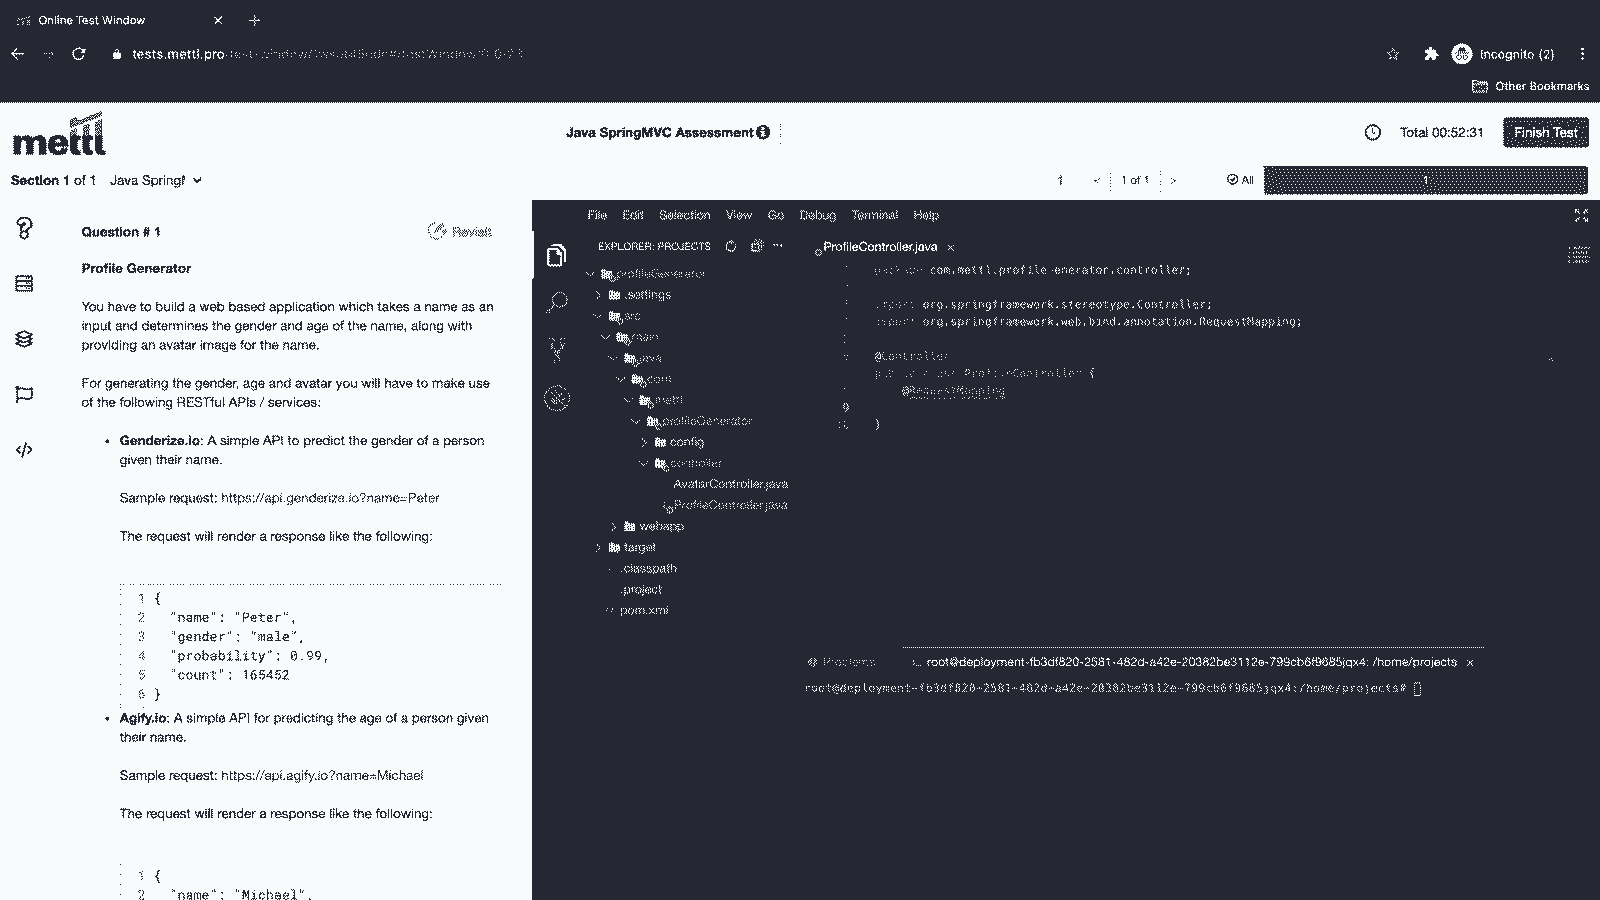 Online Test Window
tests.mettl.pro
Incognito (2)
Other Bookmarks
mettl
Java SpringMVC Assessment
Total 00:52:31
Finish Test
Section 1 of 1 Java Spring
1
1 of 1
All
1
Question # 1
Revisit
Profile Generator
You have to build a web based application which takes a name as an
input and determines the gender and age of the name, along with
providing an avatar image for the name.
For generating the gender, age and avatar you will have to make use
of the following RESTful APIs / services:
• Genderize.io: A simple API to predict the gender of a person
given their name.
Sample request: https://api.genderize.io?name=Peter
The request will render a response like the following:
1 {
2 "name": "Peter",
3 "gender": "male",
4 "probability": 0.99,
5 "count": 165452
6 }
• Agify.io: A simple API for predicting the age of a person given
their name.
Sample request: https://api.agify.io?name=Michael
The request will render a response like the following:
1 {
2 "name": "Michael",
File Edit Selection View Go Debug Terminal Help
EXPLORER: PROJECTS
profileGenerator
.settings
src
main
java
com
mettl
profileGenerator
config
controller
AvatarController.java
ProfileController.java
webapp
target
.classpath
.project
pom.xml
ProfileController.java
com.mettl.profile enerator.controller;
org.springframework.stereotype.Controller;
org.springframework.web.bind.annotation.RequestMapping;
@Controller
ProfileController {
@RequestMapping
9
}
Problems
root@deployment-fb3df820-2581-482d-a42e-20382be3112e-799cb6f9685jqx4: /home/projects
root@deployment-fb3df820-2581-482d-a42e-20382be3112e-799cb6f9685jqx4:/home/projects#